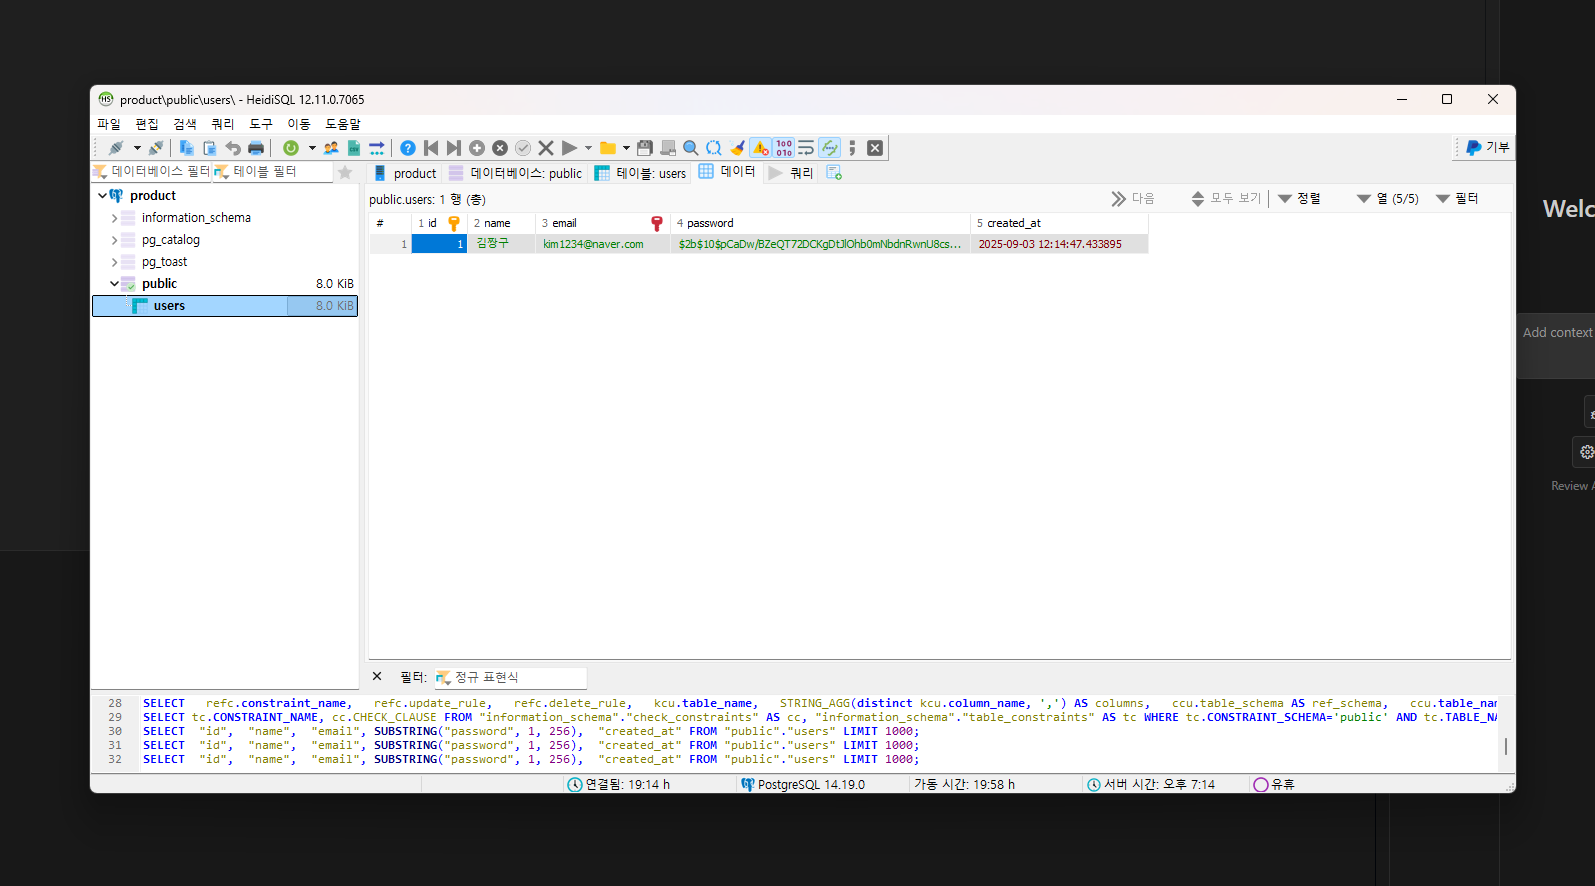 product\public\users\ - HeidiSQL 12.11.0.7065
파일 편집 검색 쿼리 도구 이동 도움말
기부
데이터베이스 필터 테이블 필터
product 데이터베이스: public 테이블: users 데이터 쿼리
product
information_schema
pg_catalog
pg_toast
public 8.0 KiB
users 8.0 KiB
public.users: 1 행 (총) 다음 모두 보기 정렬 열 (5/5) 필터
# 1 id 2 name 3 email 4 password 5 created_at
1 1 김짱구 kim1234@naver.com $2b$10$pCaDw/BZeQT72DCKgDtJlOhb0mNbdnRwnU8cs... 2025-09-03 12:14:47.433895
필터: 정규 표현식
28 SELECT refc.constraint_name, refc.update_rule, refc.delete_rule, kcu.table_name, STRING_AGG(distinct kcu.column_name, ',') AS columns, ccu.table_schema AS ref_schema, ccu.table_nam
29 SELECT tc.CONSTRAINT_NAME, cc.CHECK_CLAUSE FROM "information_schema"."check_constraints" AS cc, "information_schema"."table_constraints" AS tc WHERE tc.CONSTRAINT_SCHEMA='public' AND tc.TABLE_NA
30 SELECT "id", "name", "email", SUBSTRING("password", 1, 256), "created_at" FROM "public"."users" LIMIT 1000;
31 SELECT "id", "name", "email", SUBSTRING("password", 1, 256), "created_at" FROM "public"."users" LIMIT 1000;
32 SELECT "id", "name", "email", SUBSTRING("password", 1, 256), "created_at" FROM "public"."users" LIMIT 1000;
연결됨: 19:14 h PostgreSQL 14.19.0 가동 시간: 19:58 h 서버 시간: 오후 7:14 유휴
Welc
Add context
Review A